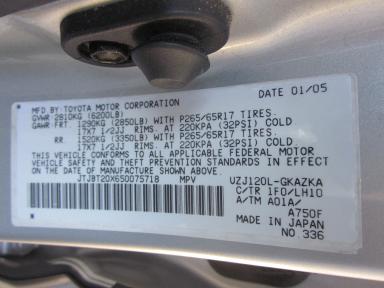 DATE 01/05
BY: TOYOTA MOTOR CORPORATION
GVWR 2810KG (6200LB)
GAWR-FRT. 1290KG (2850LB) WITH P265/65R17 TIRES.
17X7 1/2JJ RIMS. AT 220KPA (32PSI) COLD
RR. 1520KG (3350LB) WITH P265/65R17 TIRES.
17X7 1/2JJ RIMS. AT 220KPA (32PSI) COLD
THIS VEHICLE CONFORMS TO ALL APPLICABLE FEDERAL MOTOR
VEHICLE SAFETY AND THEFT PREVENTION STANDARDS IN EFFECT
ON THE DATE OF MANUFACTURE SHOWN ABOVE.
JTJBT20X650075718 MPV UZJ120L-GKAZKA
C/TR 1F0/LH10
A/TM A01A/
A750F
MADE IN JAPAN
NO. 336